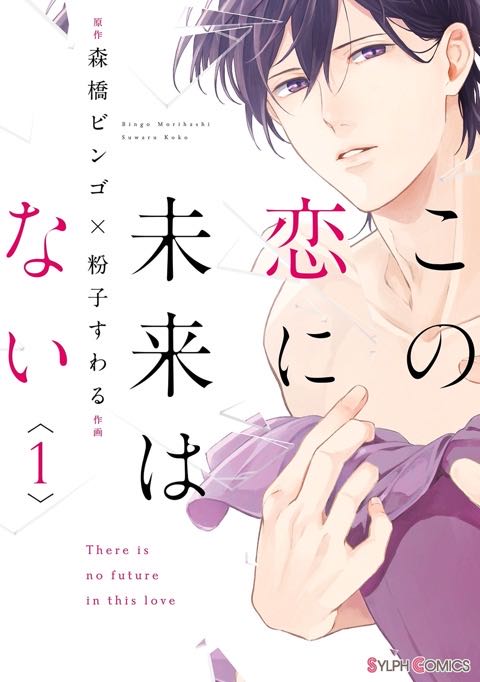 この
恋に
未来は
ない
〈1〉
原作 森橋ビンゴ × 粉子すわる 作画
Bingo Morihashi
Suwaru Koko
There is
no future
in this love
SYLPH COMICS